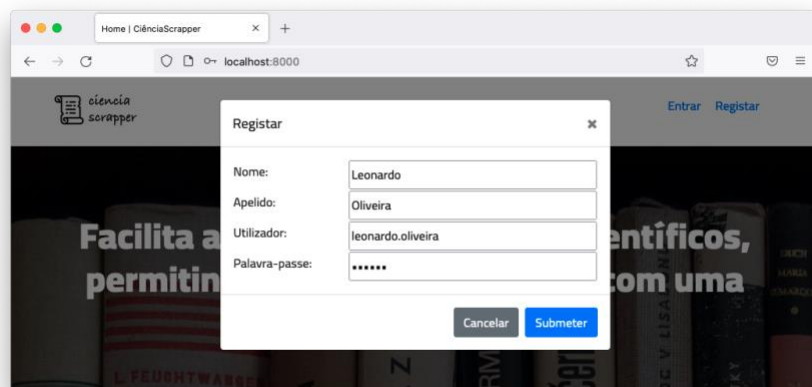 Home | CiênciaScrapper
localhost:8000
ciencia
scrapper
Entrar Registar
Registar
Nome: Leonardo
Apelido: Oliveira
Utilizador: leonardo.oliveira
Palavra-passe: ••••••
Cancelar Submeter
Facilita a entíficos,
permitin com uma
L. FEUCHTWANGE